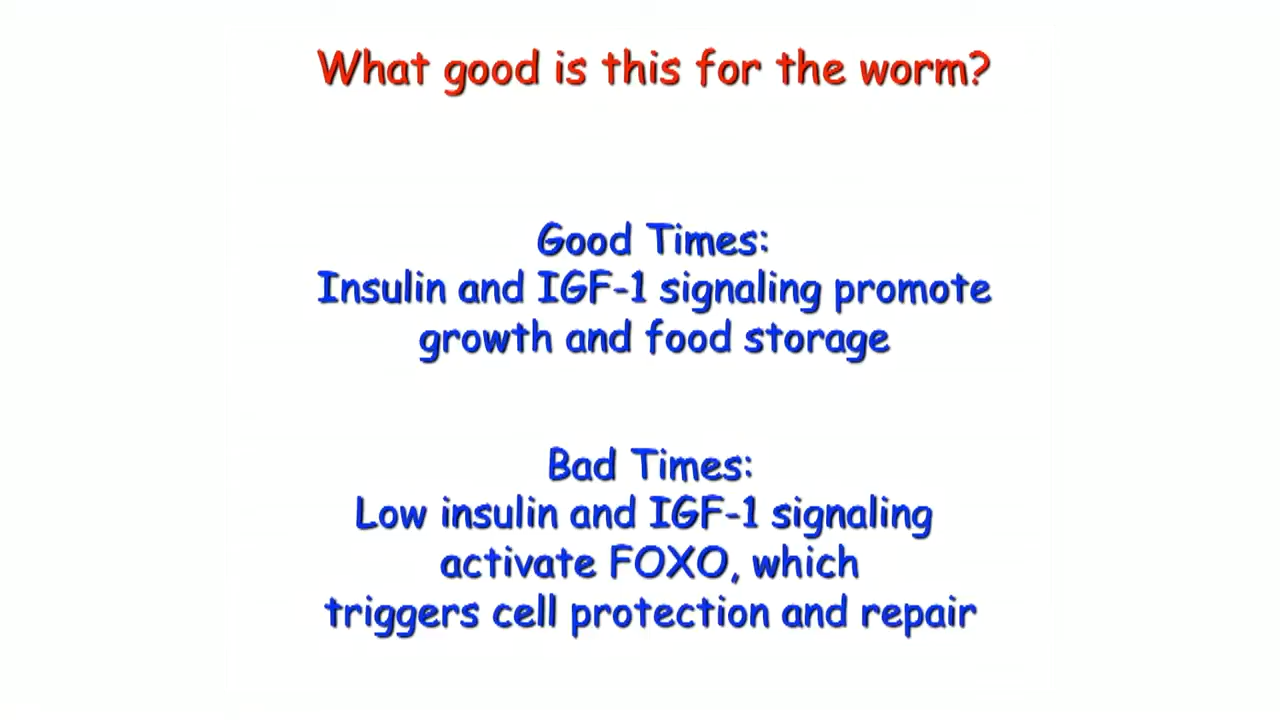 What good is this for the worm?
Good Times:
Insulin and IGF-1 signaling promote
growth and food storage
Bad Times:
Low insulin and IGF-1 signaling
activate FOXO, which
triggers cell protection and repair